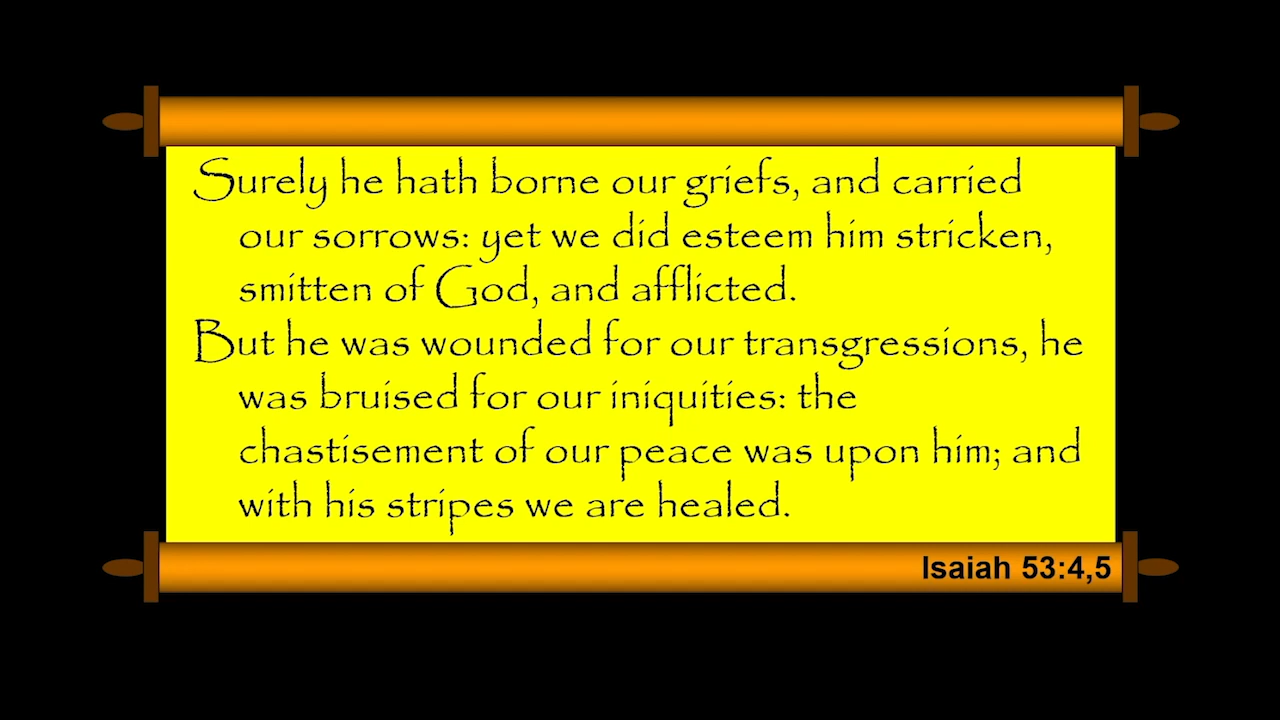 Surely he hath borne our griefs, and carried
our sorrows: yet we did esteem him stricken,
smitten of God, and afflicted.
But he was wounded for our transgressions, he
was bruised for our iniquities: the
chastisement of our peace was upon him; and
with his stripes we are healed.
Isaiah 53:4,5